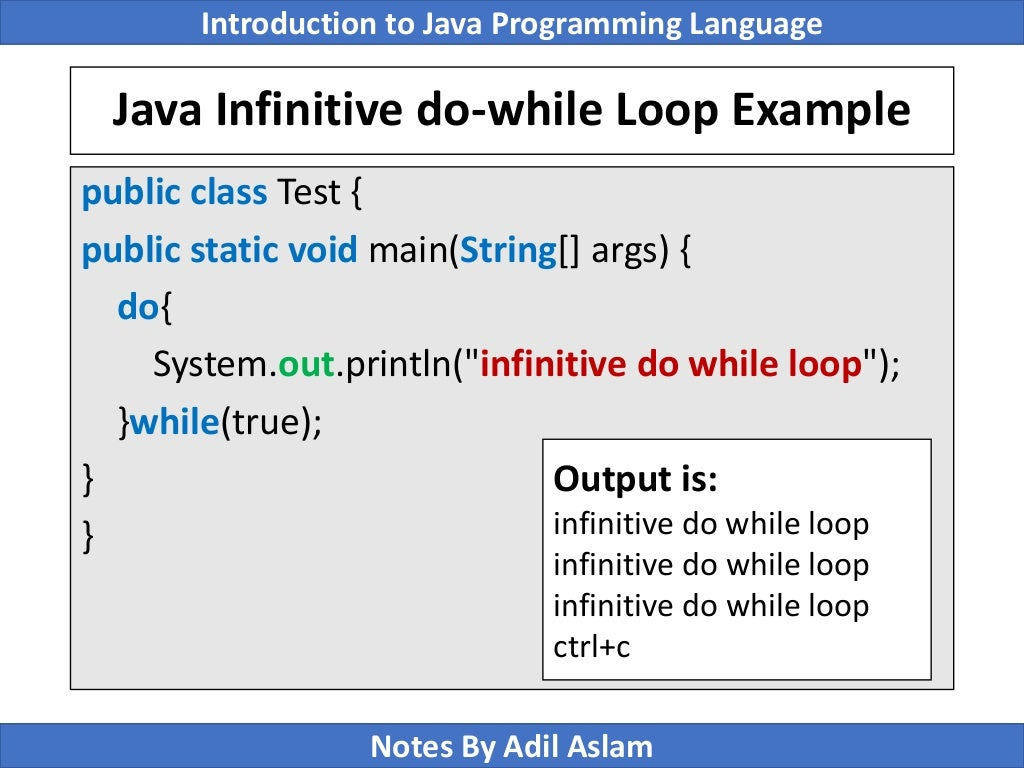 Introduction to Java Programming Language
Java Infinitive do-while Loop Example
public class Test {
public static void main(String[] args) {
do{
System.out.println("infinitive do while loop");
}while(true);
}
}
Output is:
infinitive do while loop
infinitive do while loop
infinitive do while loop
ctrl+c
Notes By Adil Aslam